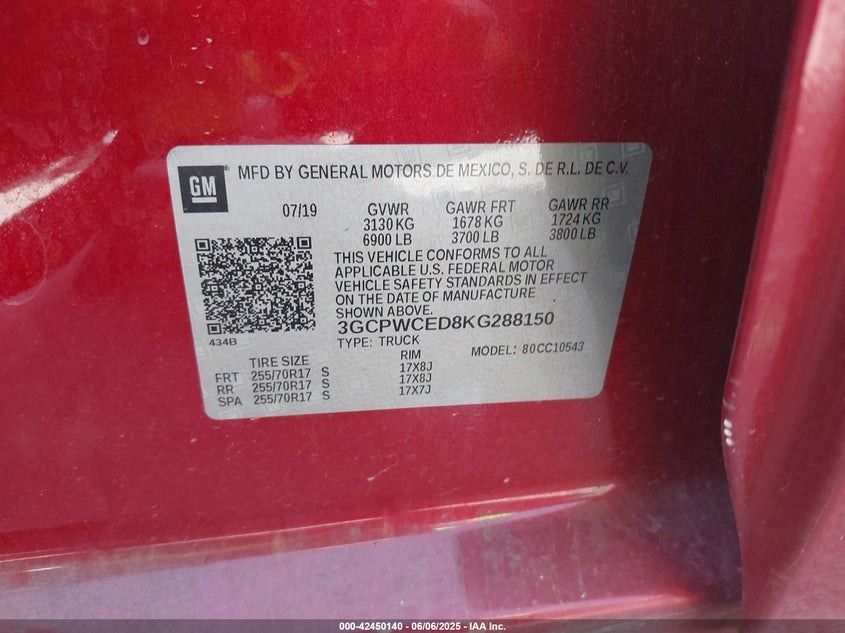 GM
MFD BY GENERAL MOTORS DE MEXICO, S. DE R.L. DE C.V.
07/19 GVWR GAWR FRT GAWR RR
3130 KG 1678 KG 1724 KG
6900 LB 3700 LB 3800 LB
THIS VEHICLE CONFORMS TO ALL
APPLICABLE U.S. FEDERAL MOTOR
VEHICLE SAFETY STANDARDS IN EFFECT
ON THE DATE OF MANUFACTURE
SHOWN ABOVE.
434B
3GCPWCED8KG288150
TYPE: TRUCK MODEL: 80CC10543
TIRE SIZE RIM
FRT 255/70R17 S 17X8J
RR 255/70R17 S 17X8J
SPA 255/70R17 S 17X7J
000-42450140 - 06/06/2025 - IAA Inc.